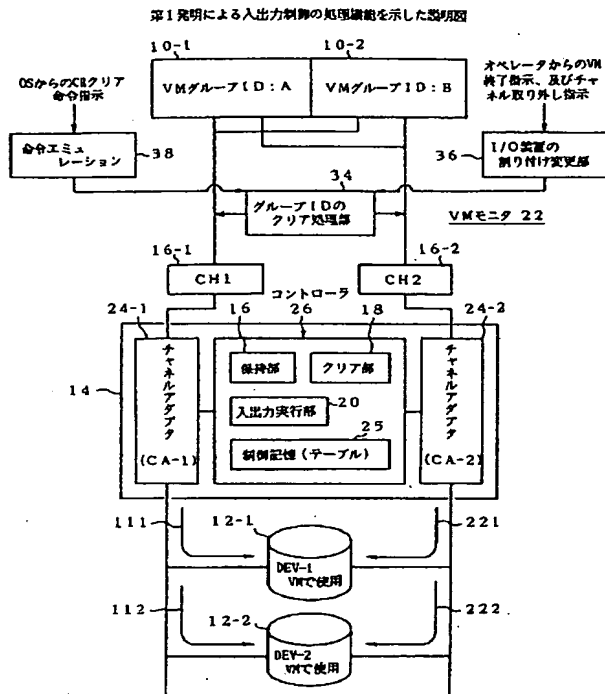 第1発明による入出力制御の処理機能を示した説明図
10-1
10-2
VMグループID:A
VMグループID:B
OSからのCRクリア
命令指示
オペレータからのVM
終了指示、及びチャ
ネル取り外し指示
命令エミュ
レーション
38
34
36
I/O装置の
割り付け変更部
グループIDの
クリア処理部
VMモニタ 22
16-1
16-2
CH1
CH2
コントローラ
24-1
24-2
16
26
18
14
チャネルアダプタ
(CA-1)
保持部
クリア部
入出力実行部
20
25
制御記憶(テーブル)
チャネルアダプタ
(CA-2)
111
12-1
221
DEV-1
VMで使用
112
12-2
222
DEV-2
VMで使用